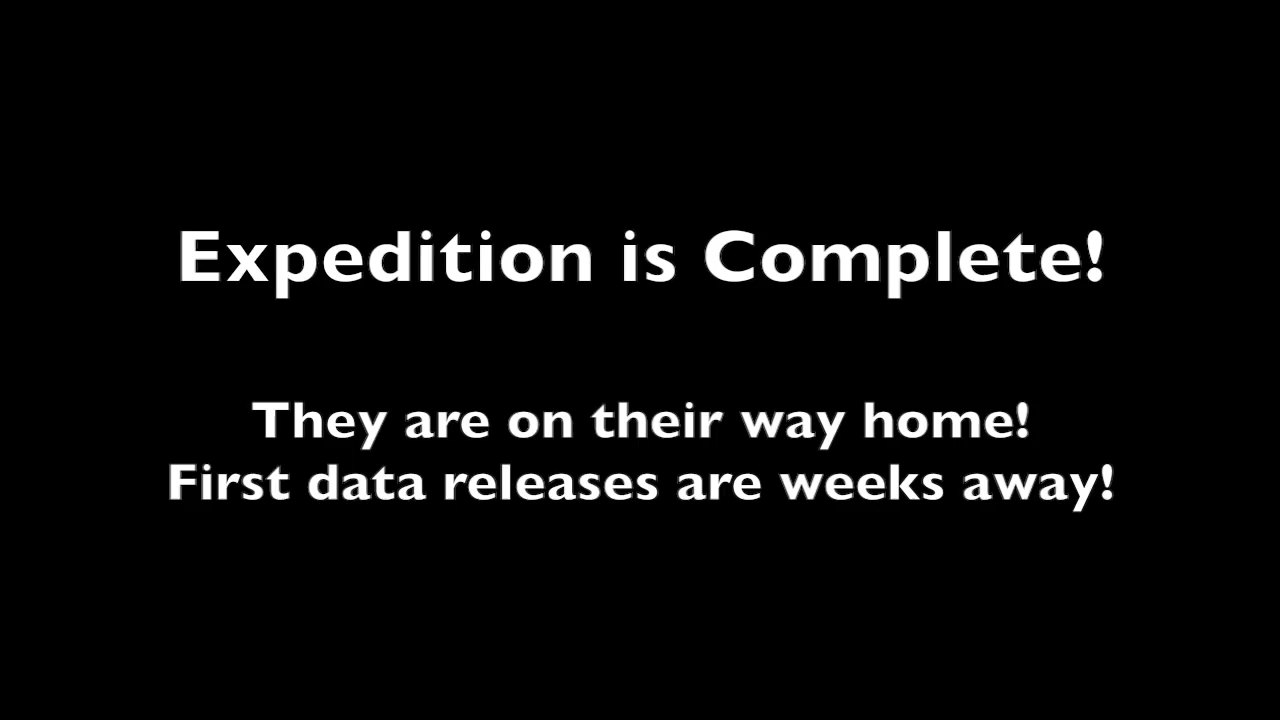 Expedition is Complete!
They are on their way home!
First data releases are weeks away!